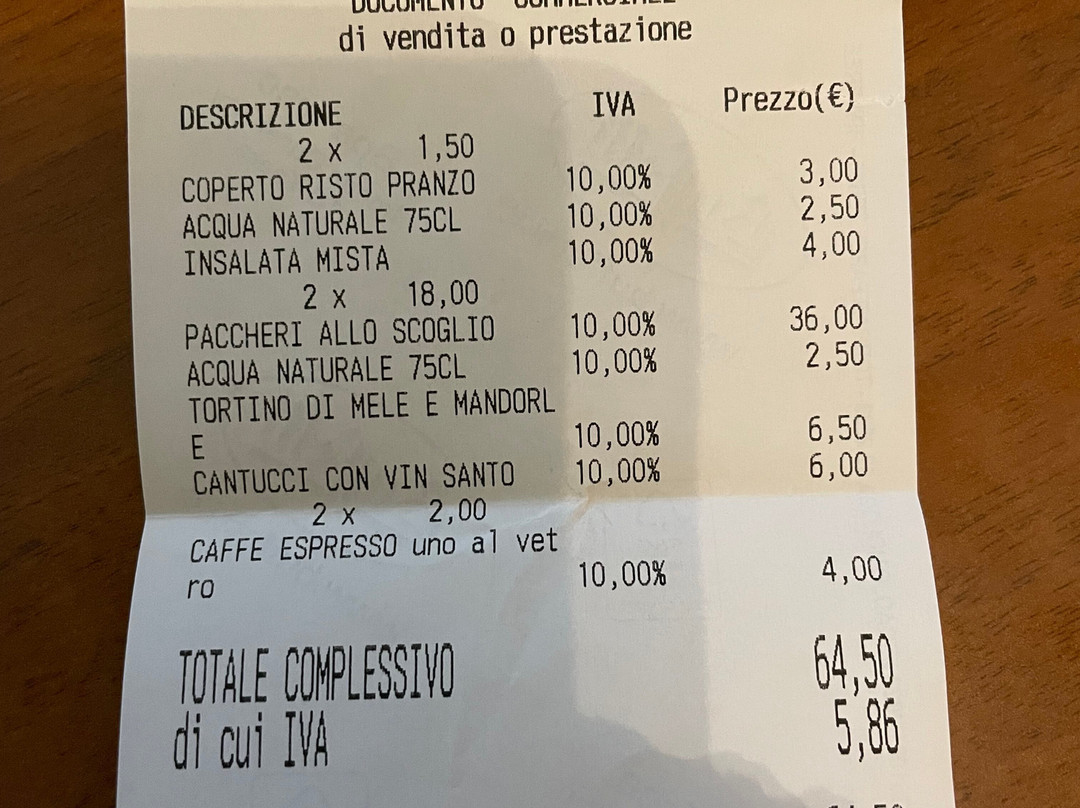 DOCUMENTO COMMERCIALE
di vendita o prestazione
DESCRIZIONE IVA Prezzo(€)
2 x 1,50
COPERTO RISTO PRANZO 10,00% 3,00
ACQUA NATURALE 75CL 10,00% 2,50
INSALATA MISTA 10,00% 4,00
2 x 18,00
PACCHERI ALLO SCOGLIO 10,00% 36,00
ACQUA NATURALE 75CL 10,00% 2,50
TORTINO DI MELE E MANDORL
E 10,00% 6,50
CANTUCCI CON VIN SANTO 10,00% 6,00
2 x 2,00
CAFFE ESPRESSO uno al vet
ro 10,00% 4,00
TOTALE COMPLESSIVO 64,50
di cui IVA 5,86